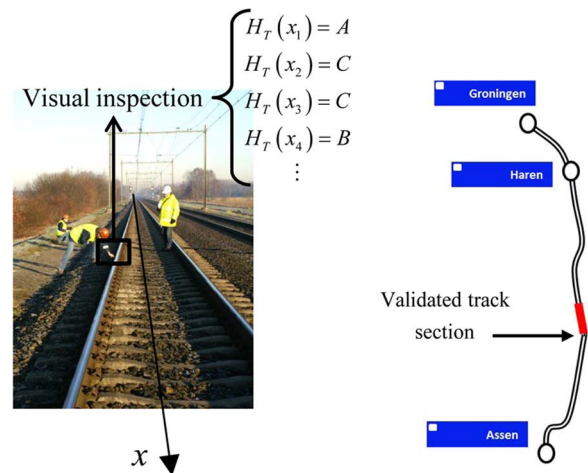 H_T(x_1)=A
H_T(x_2)=C
Visual inspection
H_T(x_3)=C
H_T(x_4)=B
⋮
Groningen
Haren
Validated track
section
Assen
x